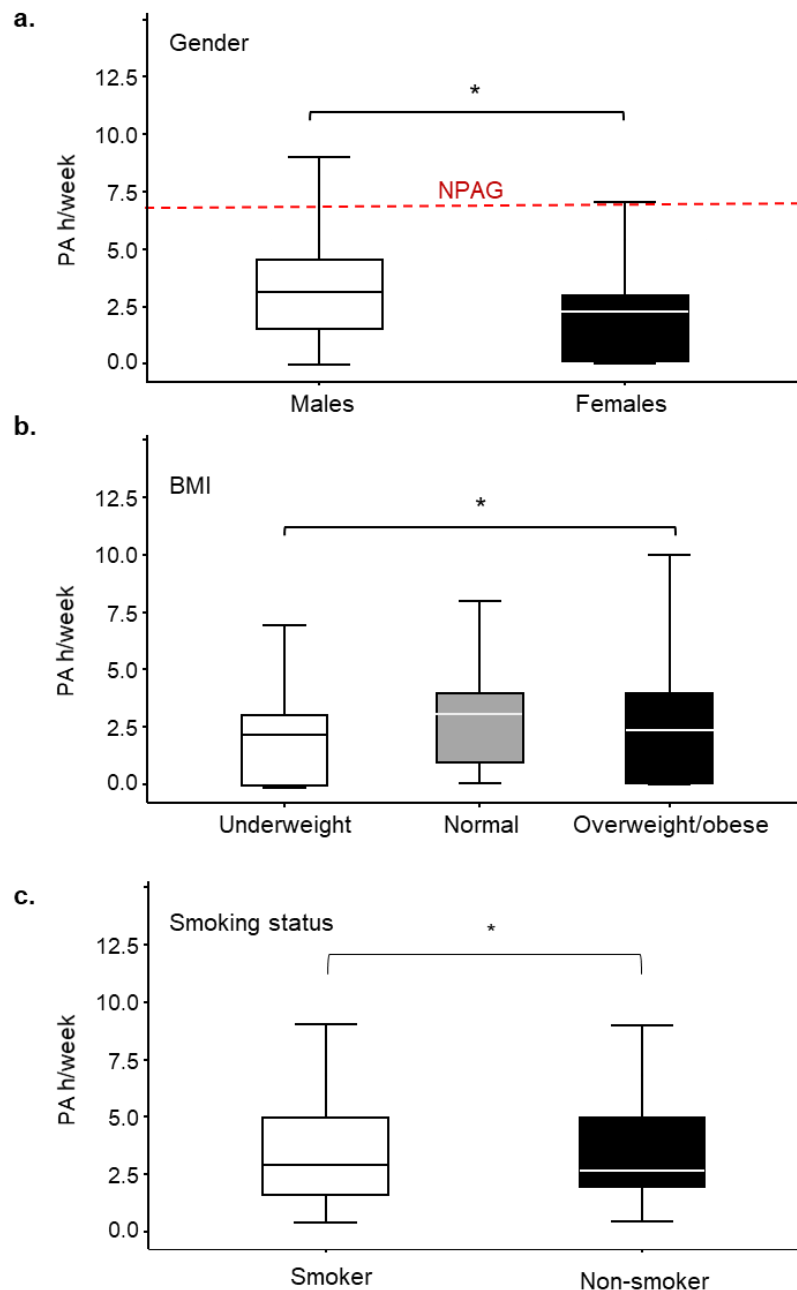 a.
Gender
*
NPAG
PA h/week
12.5
10.0
7.5
5.0
2.5
0.0
Males
Females
b.
BMI
*
PA h/week
12.5
10.0
7.5
5.0
2.5
0.0
Underweight
Normal
Overweight/obese
c.
Smoking status
*
PA h/week
12.5
10.0
7.5
5.0
2.5
0.0
Smoker
Non-smoker